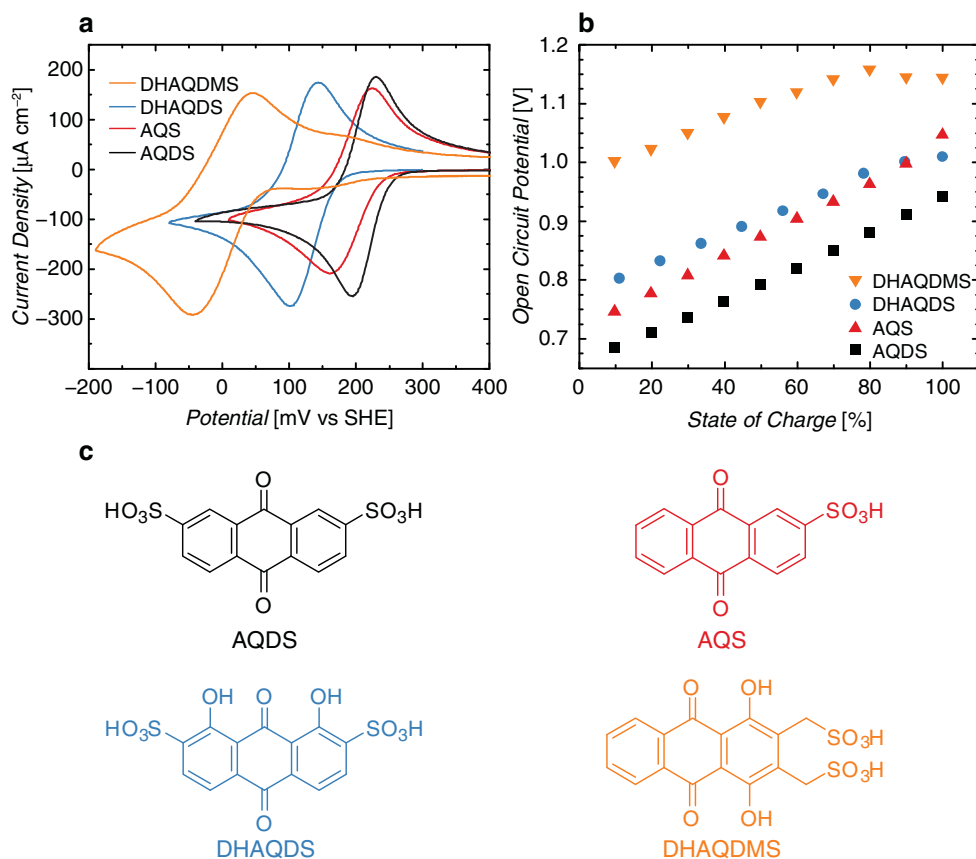 a
Current Density [µA cm⁻²]
200
100
0
−100
−200
−300
−200
−100
0
100
200
300
400
Potential [mV vs SHE]
DHAQDMS
DHAQDS
AQS
AQDS
b
Open Circuit Potential [V]
1.2
1.1
1.0
0.9
0.8
0.7
0
20
40
60
80
100
State of Charge [%]
DHAQDMS
DHAQDS
AQS
AQDS
c
O
HO₃S
SO₃H
O
AQDS
O
SO₃H
O
AQS
OH
O
OH
HO₃S
SO₃H
O
DHAQDS
O
OH
SO₃H
SO₃H
O
OH
DHAQDMS